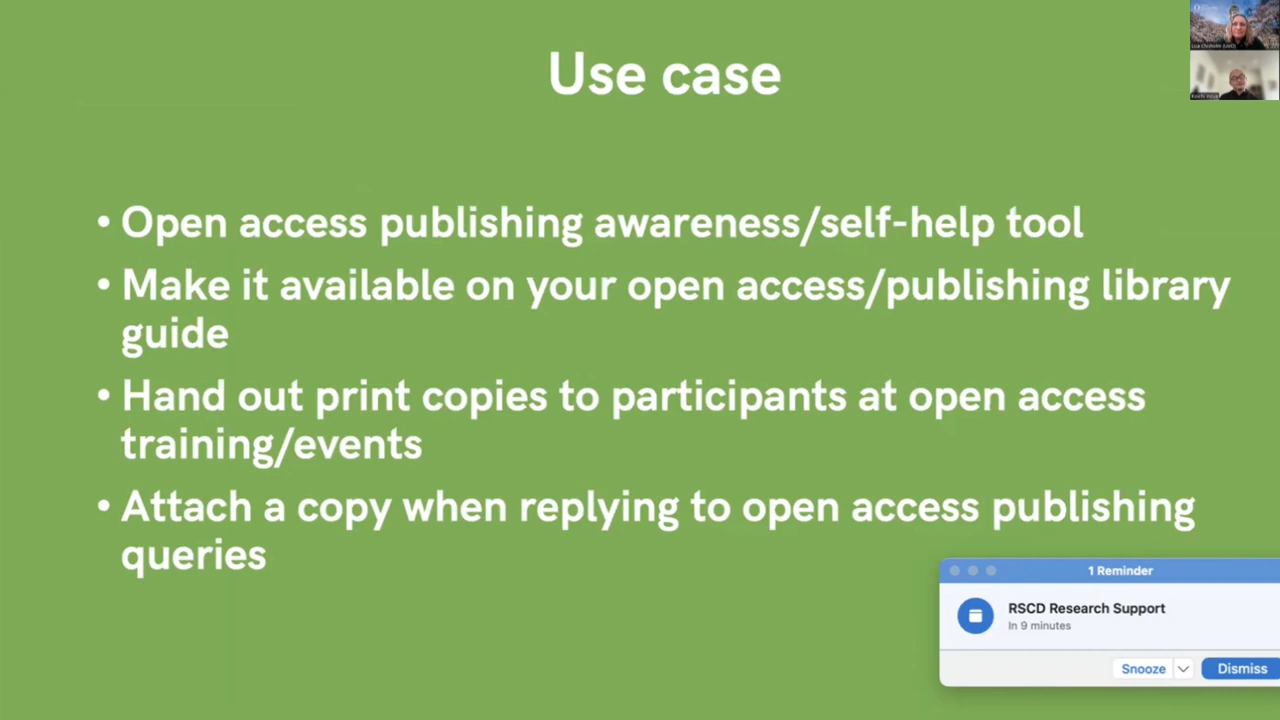 Use case
• Open access publishing awareness/self-help tool
• Make it available on your open access/publishing library
guide
• Hand out print copies to participants at open access
training/events
• Attach a copy when replying to open access publishing
queries
1 Reminder
RSCD Research Support
In 9 minutes
Snooze
Dismiss